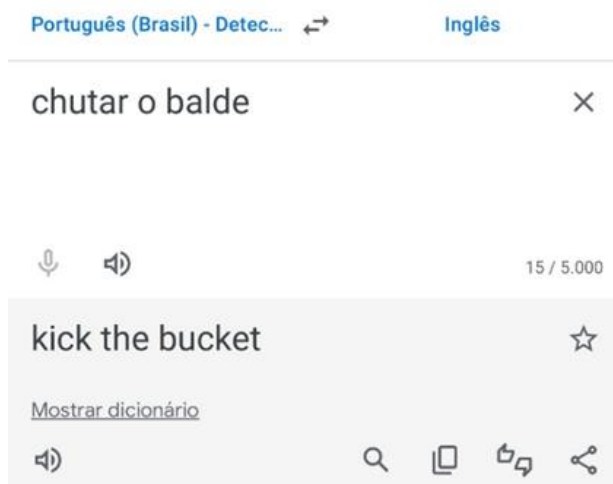 Português (Brasil) - Detec... Inglês
chutar o balde
15 / 5.000
kick the bucket
Mostrar dicionário